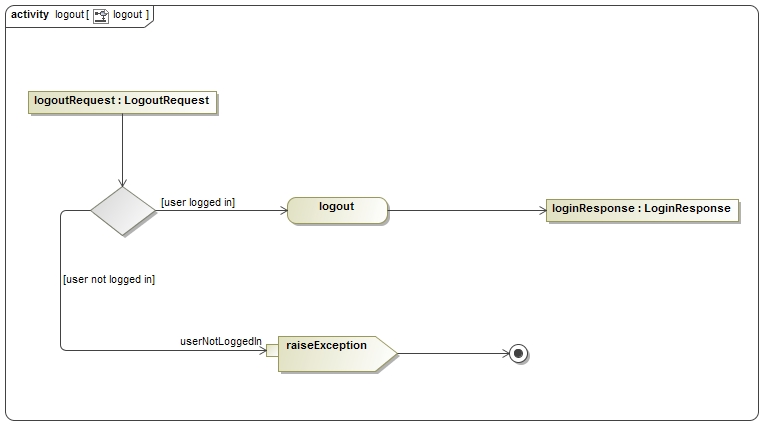 activity logout [ logout ]
logoutRequest : LogoutRequest
[user logged in]
logout
loginResponse : LoginResponse
[user not logged in]
userNotLoggedIn
raiseException